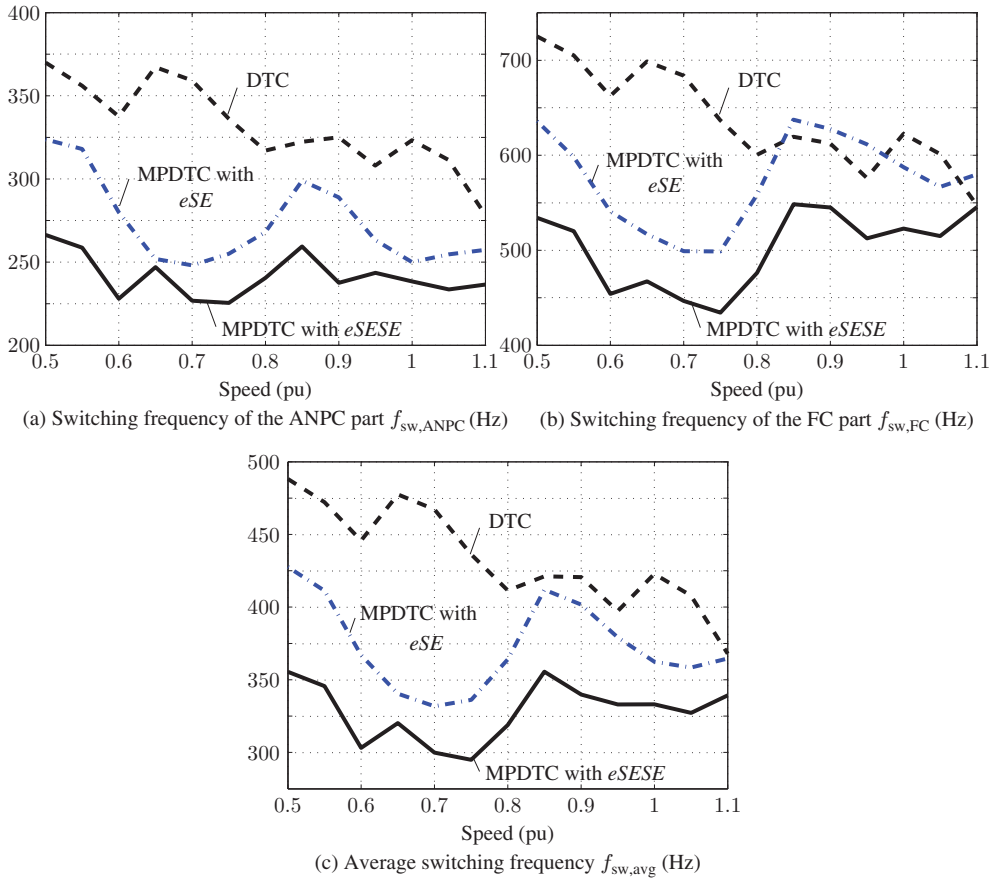 400
350
300
250
200
0.5 0.6 0.7 0.8 0.9 1 1.1
DTC
MPDTC with
eSE
MPDTC with eSESE
Speed (pu)
(a) Switching frequency of the ANPC part fsw,ANPC (Hz)
700
600
500
400
0.5 0.6 0.7 0.8 0.9 1 1.1
DTC
MPDTC with
eSE
MPDTC with eSESE
Speed (pu)
(b) Switching frequency of the FC part fsw,FC (Hz)
500
450
400
350
300
0.5 0.6 0.7 0.8 0.9 1 1.1
DTC
MPDTC with
eSE
MPDTC with eSESE
Speed (pu)
(c) Average switching frequency fsw,avg (Hz)